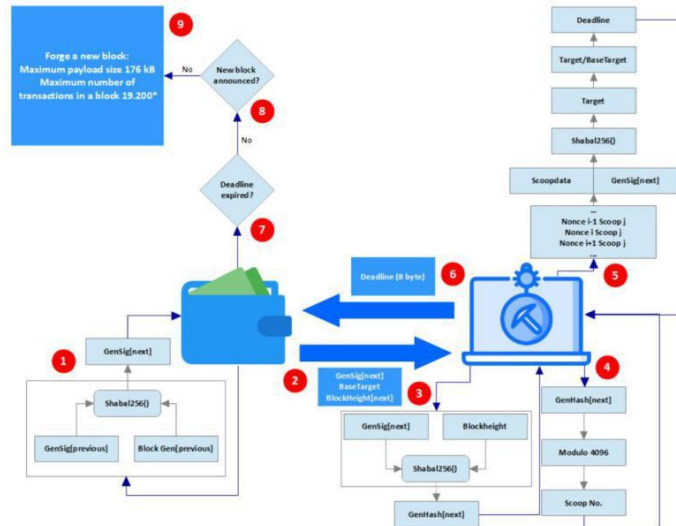 9
Forge a new block:
Maximum payload size 176 kB
Maximum number of
transactions in a block 19.200*
No
New block
announced?
8
No
Deadline
expired?
7
1
GenSig[next]
Shabal256()
GenSig[previous]
Block Gen[previous]
Deadline (8 byte)
6
2
GenSig[next]
BaseTarget
BlockHeight[next]
3
GenSig[next]
Blockheight
Shabal256()
GenHash[next]
4
GenHash[next]
Modulo 4096
Scoop No.
Deadline
Target/BaseTarget
Target
Shabal256()
Scoopdata
GenSig[next]
...
Nonce i-1 Scoop j
Nonce i Scoop j
Nonce i+1 Scoop j
...
5